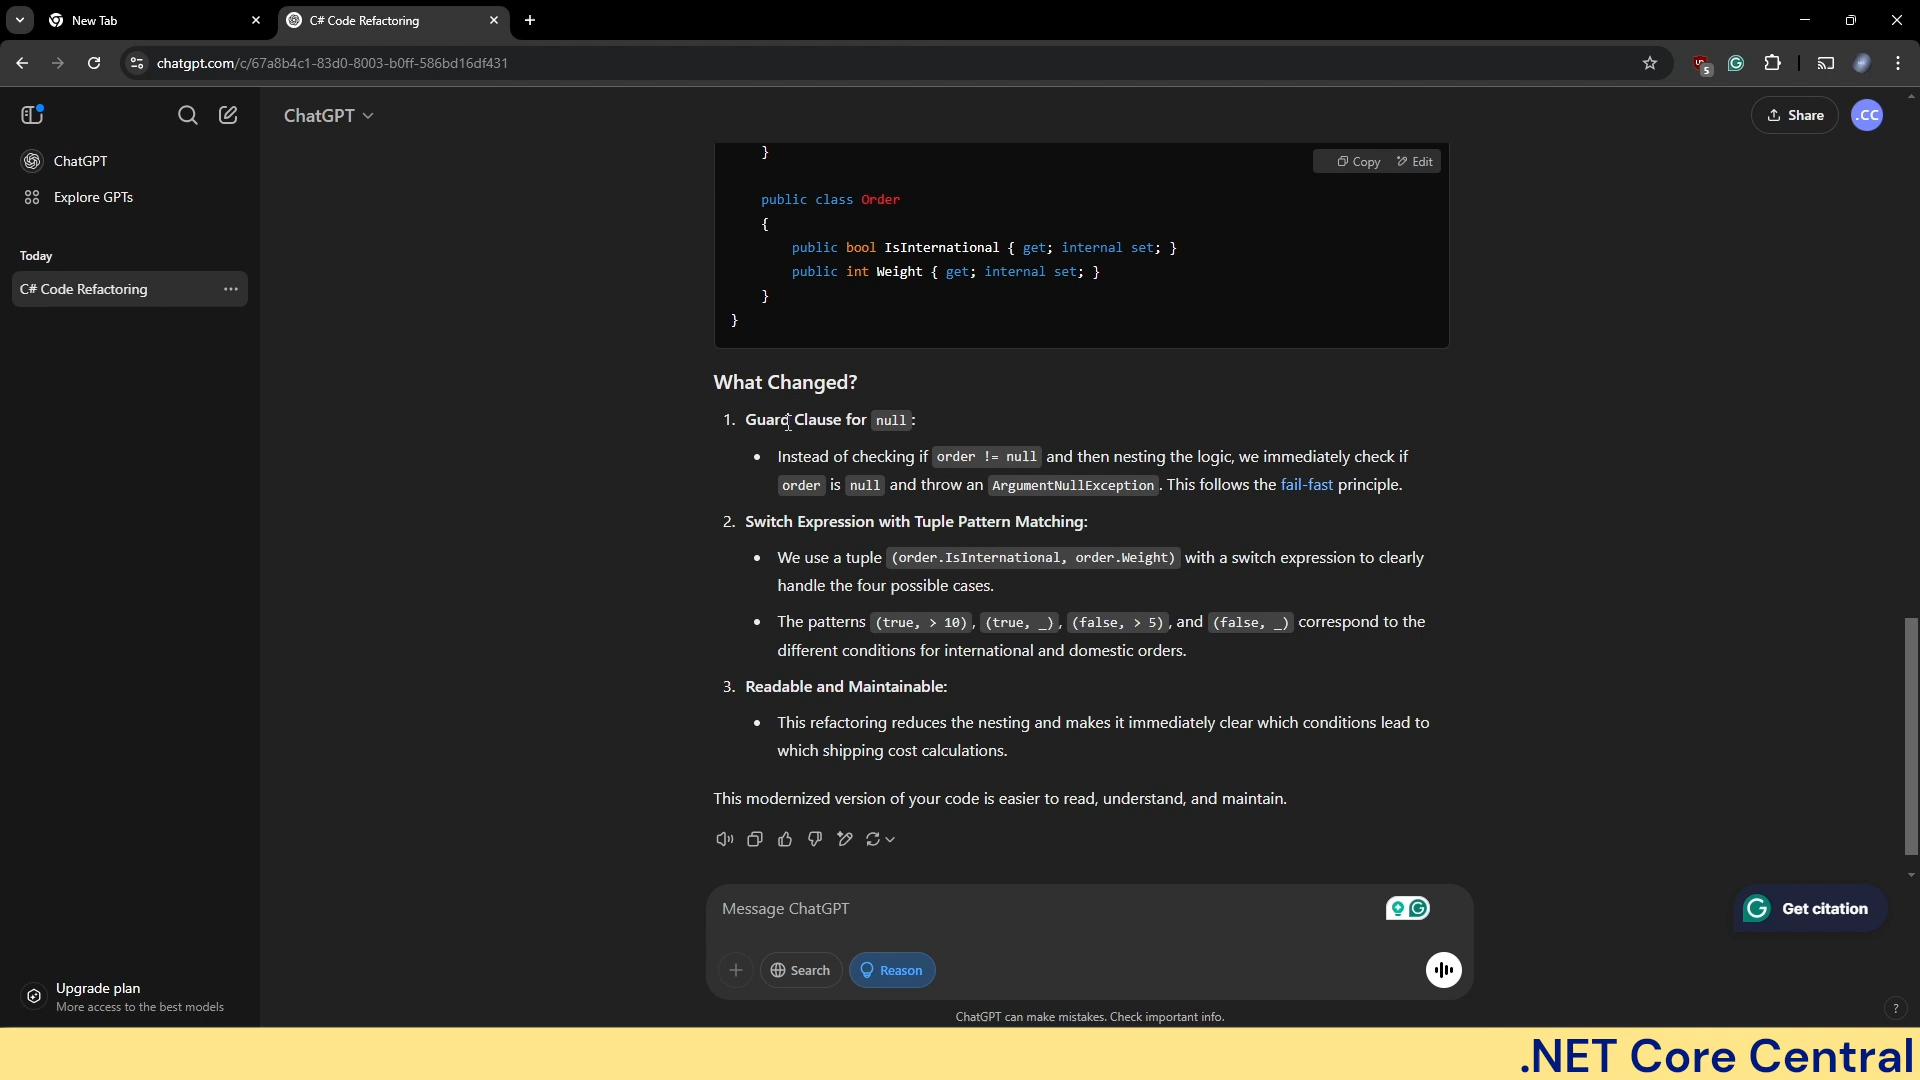 New Tab
C# Code Refactoring
chatgpt.com/c/67a8b4c1-83d0-8003-b0ff-586bd16df431
5
ChatGPT
Share
.CC
ChatGPT
Explore GPTs
Today
C# Code Refactoring
}
Copy
Edit
public class Order
{
public bool IsInternational { get; internal set; }
public int Weight { get; internal set; }
}
}
What Changed?
1. Guard Clause for null:
• Instead of checking if order != null and then nesting the logic, we immediately check if
order is null and throw an ArgumentNullException. This follows the fail-fast principle.
2. Switch Expression with Tuple Pattern Matching:
• We use a tuple (order.IsInternational, order.Weight) with a switch expression to clearly
handle the four possible cases.
• The patterns (true, > 10), (true, _), (false, > 5), and (false, _) correspond to the
different conditions for international and domestic orders.
3. Readable and Maintainable:
• This refactoring reduces the nesting and makes it immediately clear which conditions lead to
which shipping cost calculations.
This modernized version of your code is easier to read, understand, and maintain.
Message ChatGPT
Get citation
Search
Reason
Upgrade plan
More access to the best models
ChatGPT can make mistakes. Check important info.
?
.NET Core Central